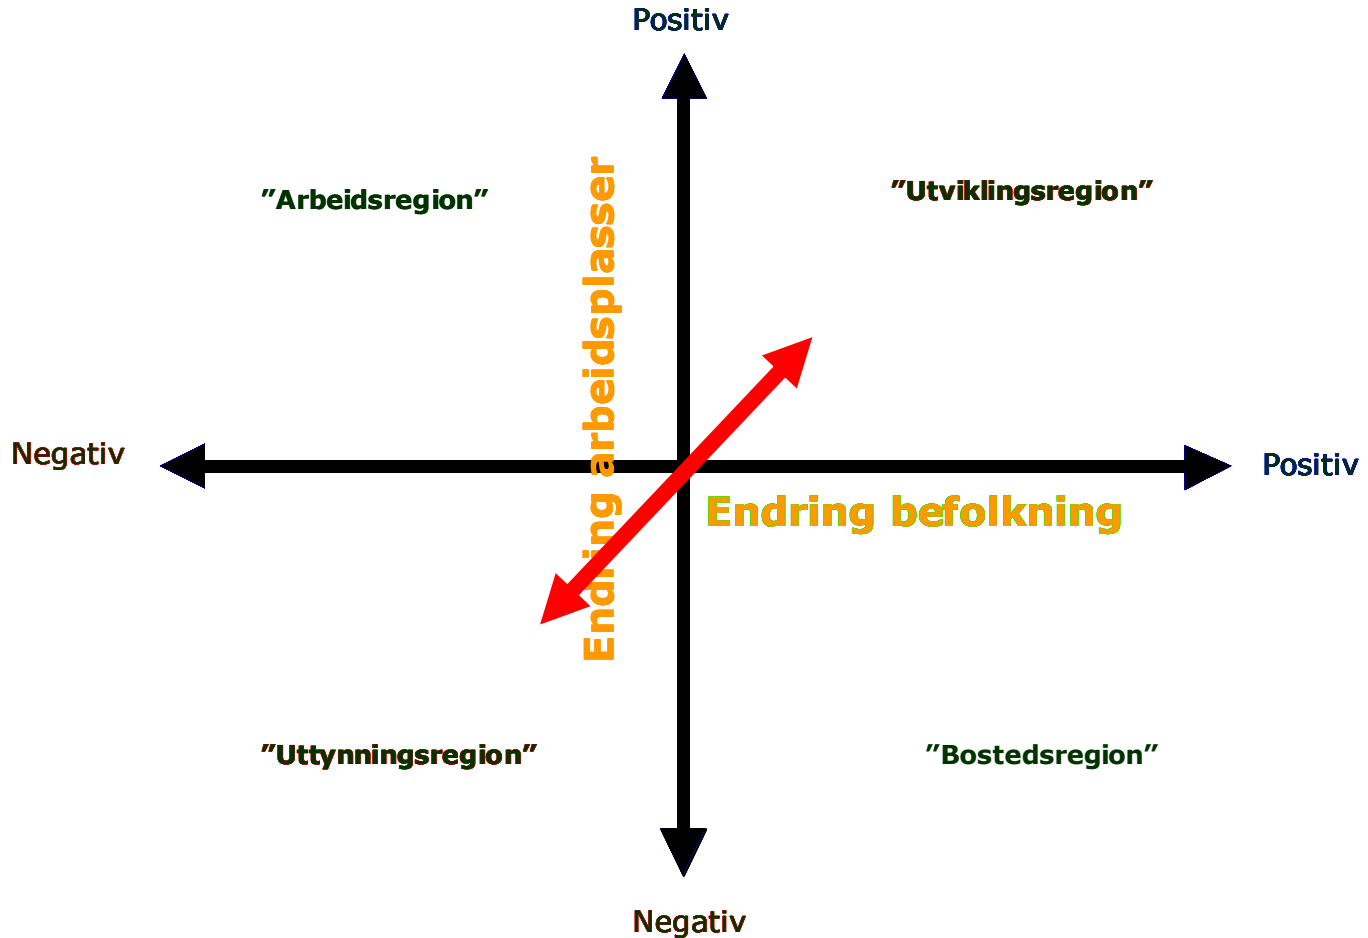 Positiv
”Arbeidsregion”
”Utviklingsregion”
Endring arbeidsplasser
Negativ
Positiv
Endring befolkning
”Uttynningsregion”
”Bostedsregion”
Negativ